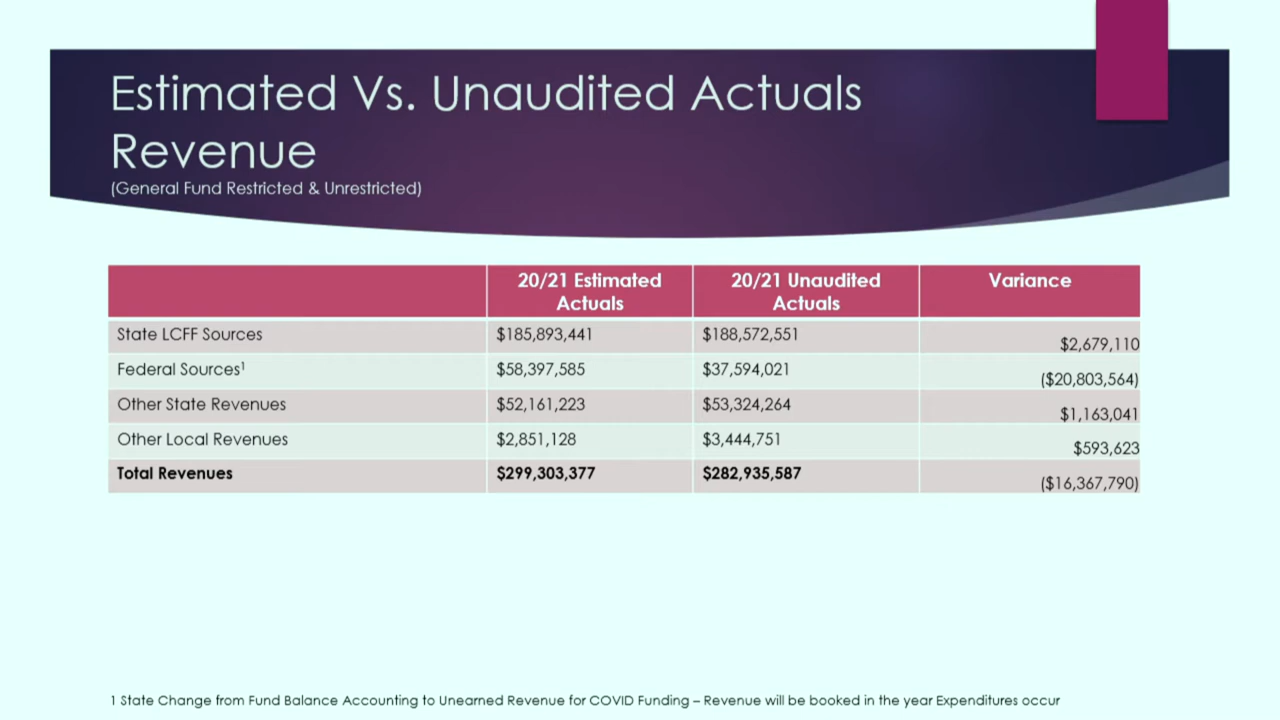 Estimated Vs. Unaudited Actuals
Revenue
(General Fund Restricted & Unrestricted)
20/21 Estimated Actuals 20/21 Unaudited Actuals Variance
State LCFF Sources $185,893,441 $188,572,551 $2,679,110
Federal Sources¹ $58,397,585 $37,594,021 ($20,803,564)
Other State Revenues $52,161,223 $53,324,264 $1,163,041
Other Local Revenues $2,851,128 $3,444,751 $593,623
Total Revenues $299,303,377 $282,935,587 ($16,367,790)
1 State Change from Fund Balance Accounting to Unearned Revenue for COVID Funding – Revenue will be booked in the year Expenditures occur